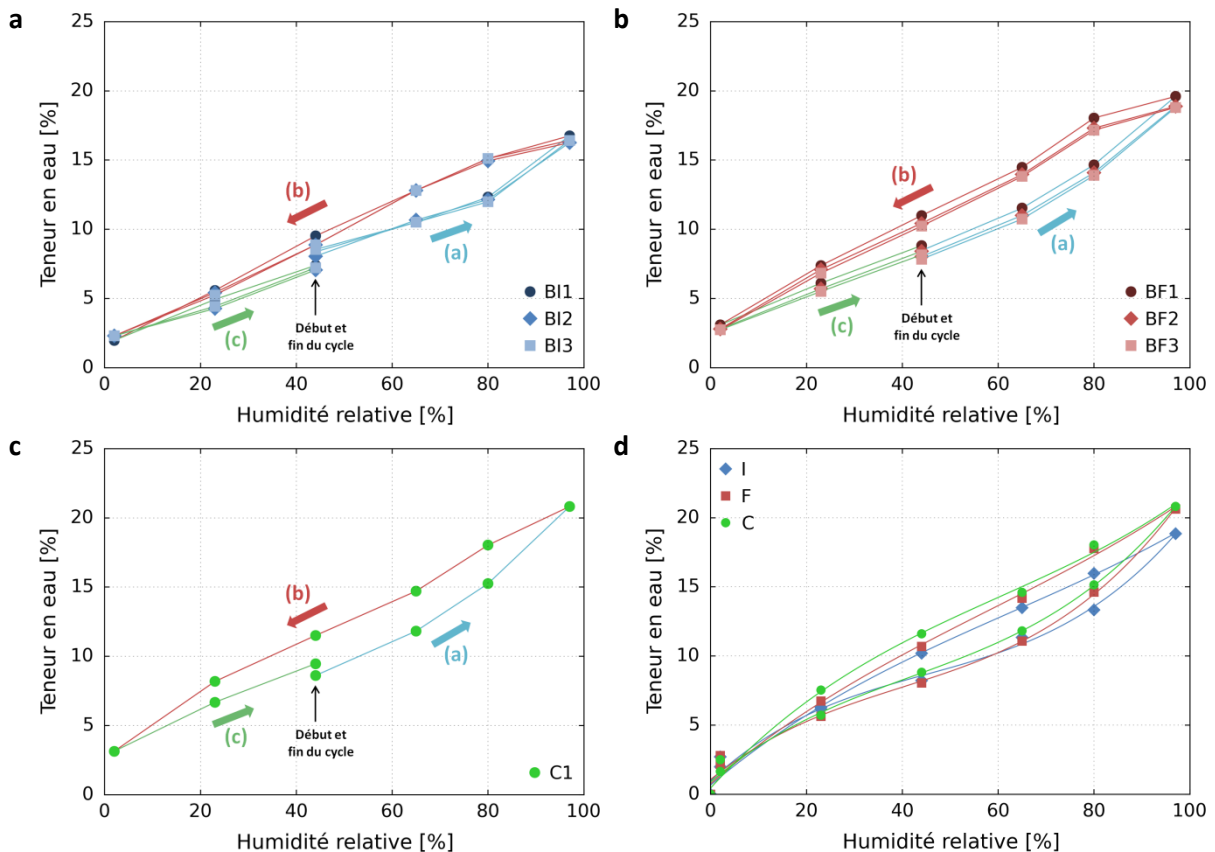 a
25
20
15
10
5
0
Teneur en eau [%]
(b)
(a)
(c)
Début et
fin du cycle
BI1
BI2
BI3
0 20 40 60 80 100
Humidité relative [%]
b
25
20
15
10
5
0
Teneur en eau [%]
(b)
(a)
(c)
Début et
fin du cycle
BF1
BF2
BF3
0 20 40 60 80 100
Humidité relative [%]
c
25
20
15
10
5
0
Teneur en eau [%]
(b)
(a)
(c)
Début et
fin du cycle
C1
0 20 40 60 80 100
Humidité relative [%]
d
25
20
15
10
5
0
Teneur en eau [%]
I
F
C
0 20 40 60 80 100
Humidité relative [%]